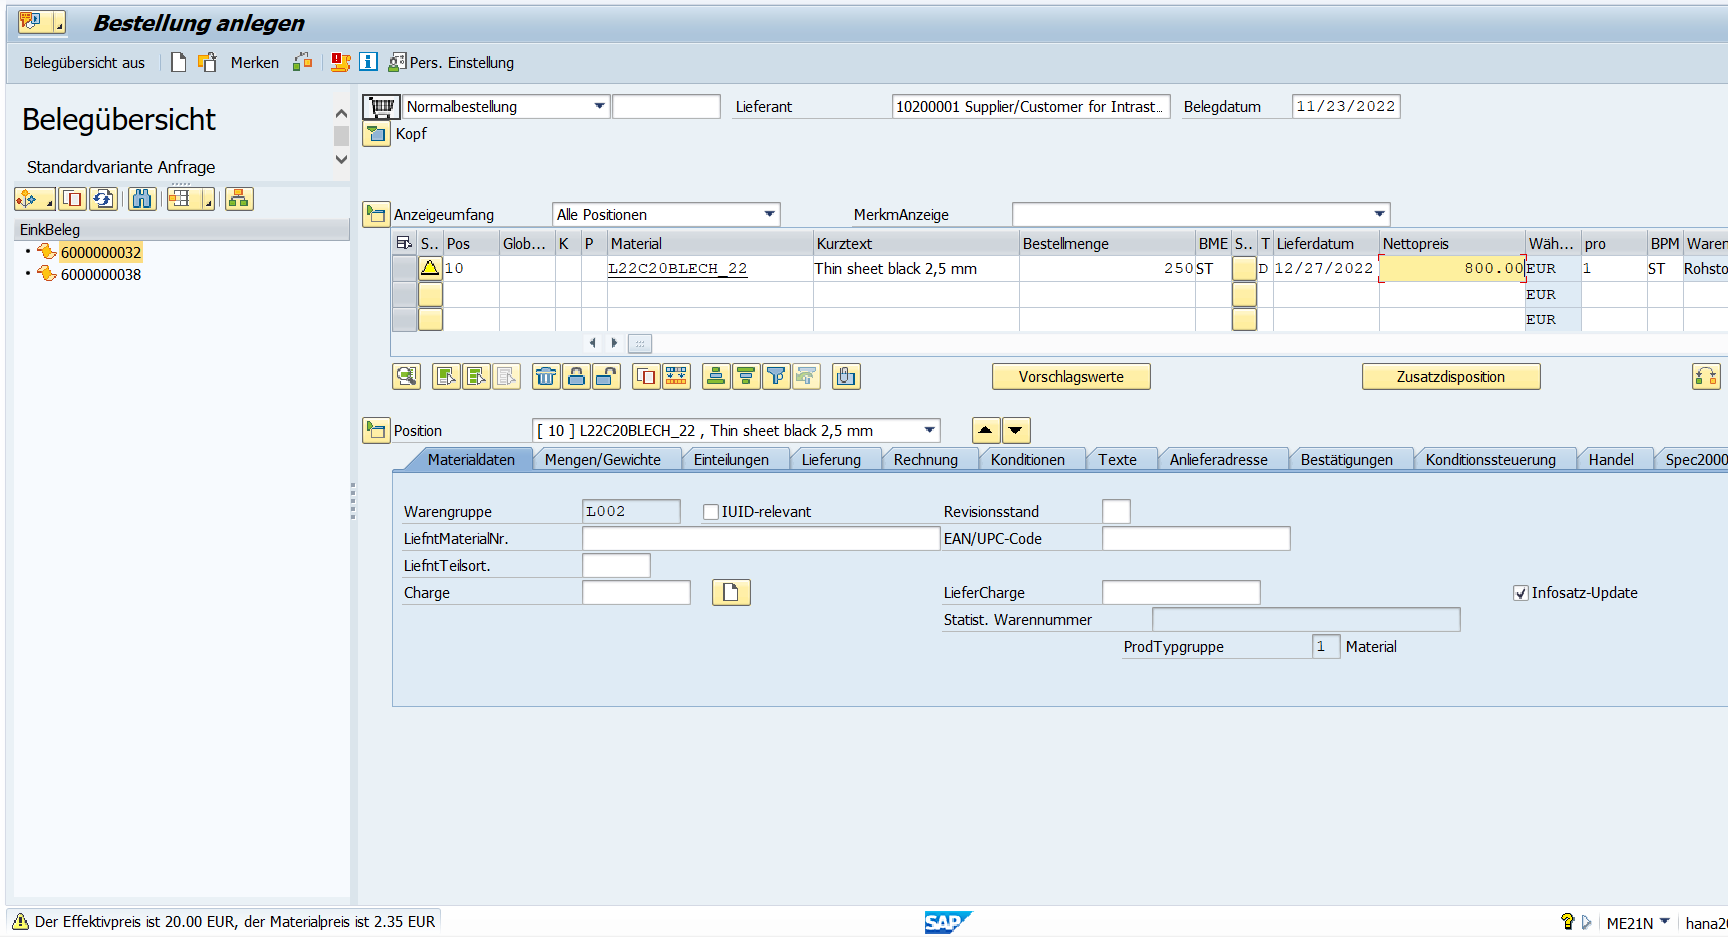 Bestellung anlegen
Belegübersicht aus Merken Pers. Einstellung
Belegübersicht
Standardvariante Anfrage
EinkBeleg
6000000032
6000000038
Normalbestellung Lieferant 10200001 Supplier/Customer for Intrast... Belegdatum 11/23/2022
Kopf
Anzeigeumfang Alle Positionen MerkmAnzeige
S.. Pos Glob... K P Material Kurztext Bestellmenge BME S.. T Lieferdatum Nettopreis Wäh... pro BPM Waren
10 L22C20BLECH_22 Thin sheet black 2,5 mm 250 ST D 12/27/2022 800.00 EUR 1 ST Rohsto
EUR
EUR
Vorschlagswerte Zusatzdisposition
Position [ 10 ] L22C20BLECH_22 , Thin sheet black 2,5 mm
Materialdaten Mengen/Gewichte Einteilungen Lieferung Rechnung Konditionen Texte Anlieferadresse Bestätigungen Konditionssteuerung Handel Spec2000
Warengruppe L002 IUID-relevant Revisionsstand
LiefntMaterialNr. EAN/UPC-Code
LiefntTeilsort.
Charge LieferCharge Infosatz-Update
Statist. Warennummer
ProdTypgruppe 1 Material
Der Effektivpreis ist 20.00 EUR, der Materialpreis ist 2.35 EUR SAP ME21N hana20